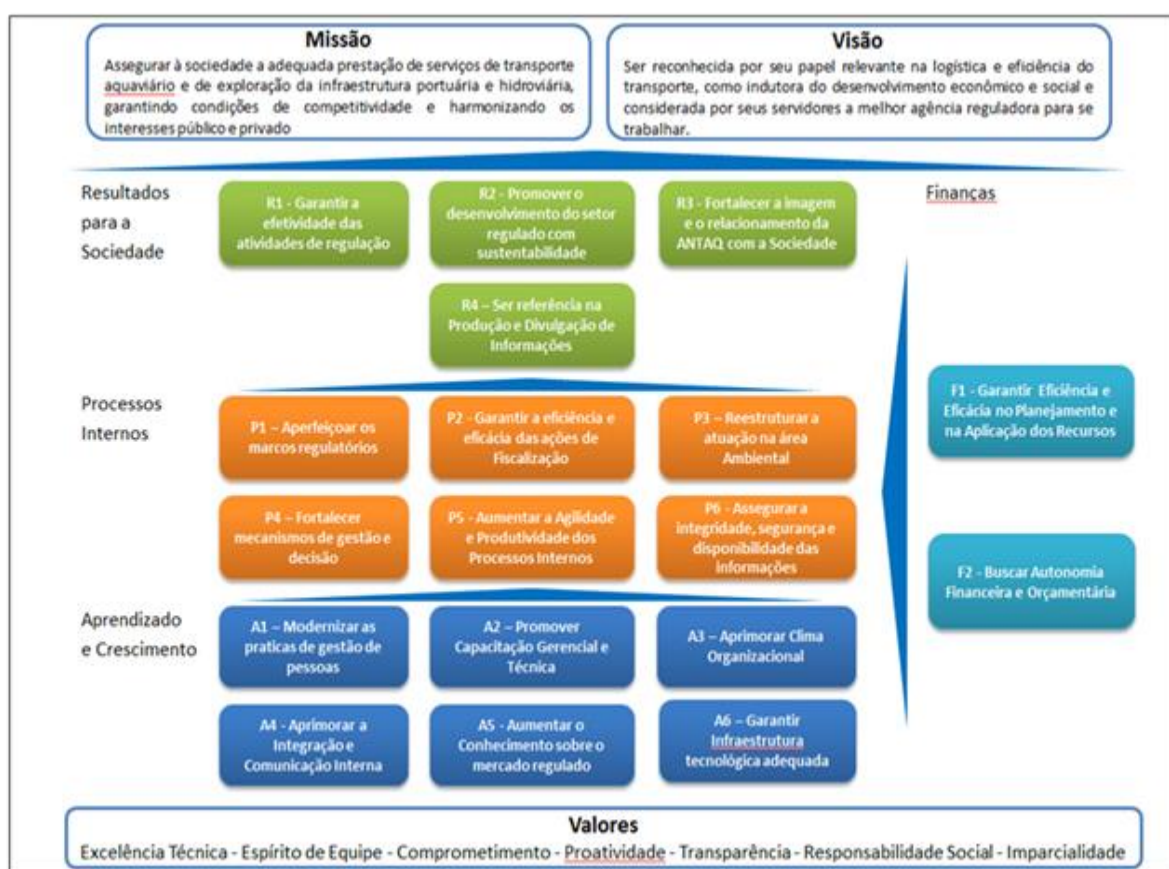 Missão
Assegurar à sociedade a adequada prestação de serviços de transporte
aquaviário e de exploração da infraestrutura portuária e hidroviária,
garantindo condições de competitividade e harmonizando os
interesses público e privado
Visão
Ser reconhecida por seu papel relevante na logística e eficiência do
transporte, como indutora do desenvolvimento econômico e social e
considerada por seus servidores a melhor agência reguladora para se
trabalhar.
Resultados
para a
Sociedade
R1 - Garantir a
efetividade das
atividades de regulação
R2 - Promover o
desenvolvimento do setor
regulado com
sustentabilidade
R3 - Fortalecer a imagem
e o relacionamento da
ANTAQ com a Sociedade
R4 – Ser referência na
Produção e Divulgação de
Informações
Finanças
F1 - Garantir Eficiência e
Eficácia no Planejamento e
na Aplicação dos Recursos
F2 - Buscar Autonomia
Financeira e Orçamentária
Processos
Internos
P1 – Aperfeiçoar os
marcos regulatórios
P2 - Garantir a eficiência e
eficácia das ações de
Fiscalização
P3 – Reestruturar a
atuação na área
Ambiental
P4 – Fortalecer
mecanismos de gestão e
decisão
P5 - Aumentar a Agilidade
e Produtividade dos
Processos Internos
P6 - Assegurar a
integridade, segurança e
disponibilidade das
informações
Aprendizado
e Crescimento
A1 – Modernizar as
praticas de gestão de
pessoas
A2 – Promover
Capacitação Gerencial e
Técnica
A3 – Aprimorar Clima
Organizacional
A4 - Aprimorar a
Integração e
Comunicação Interna
A5 - Aumentar o
Conhecimento sobre o
mercado regulado
A6 – Garantir
Infraestrutura
tecnológica adequada
Valores
Excelência Técnica - Espírito de Equipe - Comprometimento - Proatividade - Transparência - Responsabilidade Social - Imparcialidade